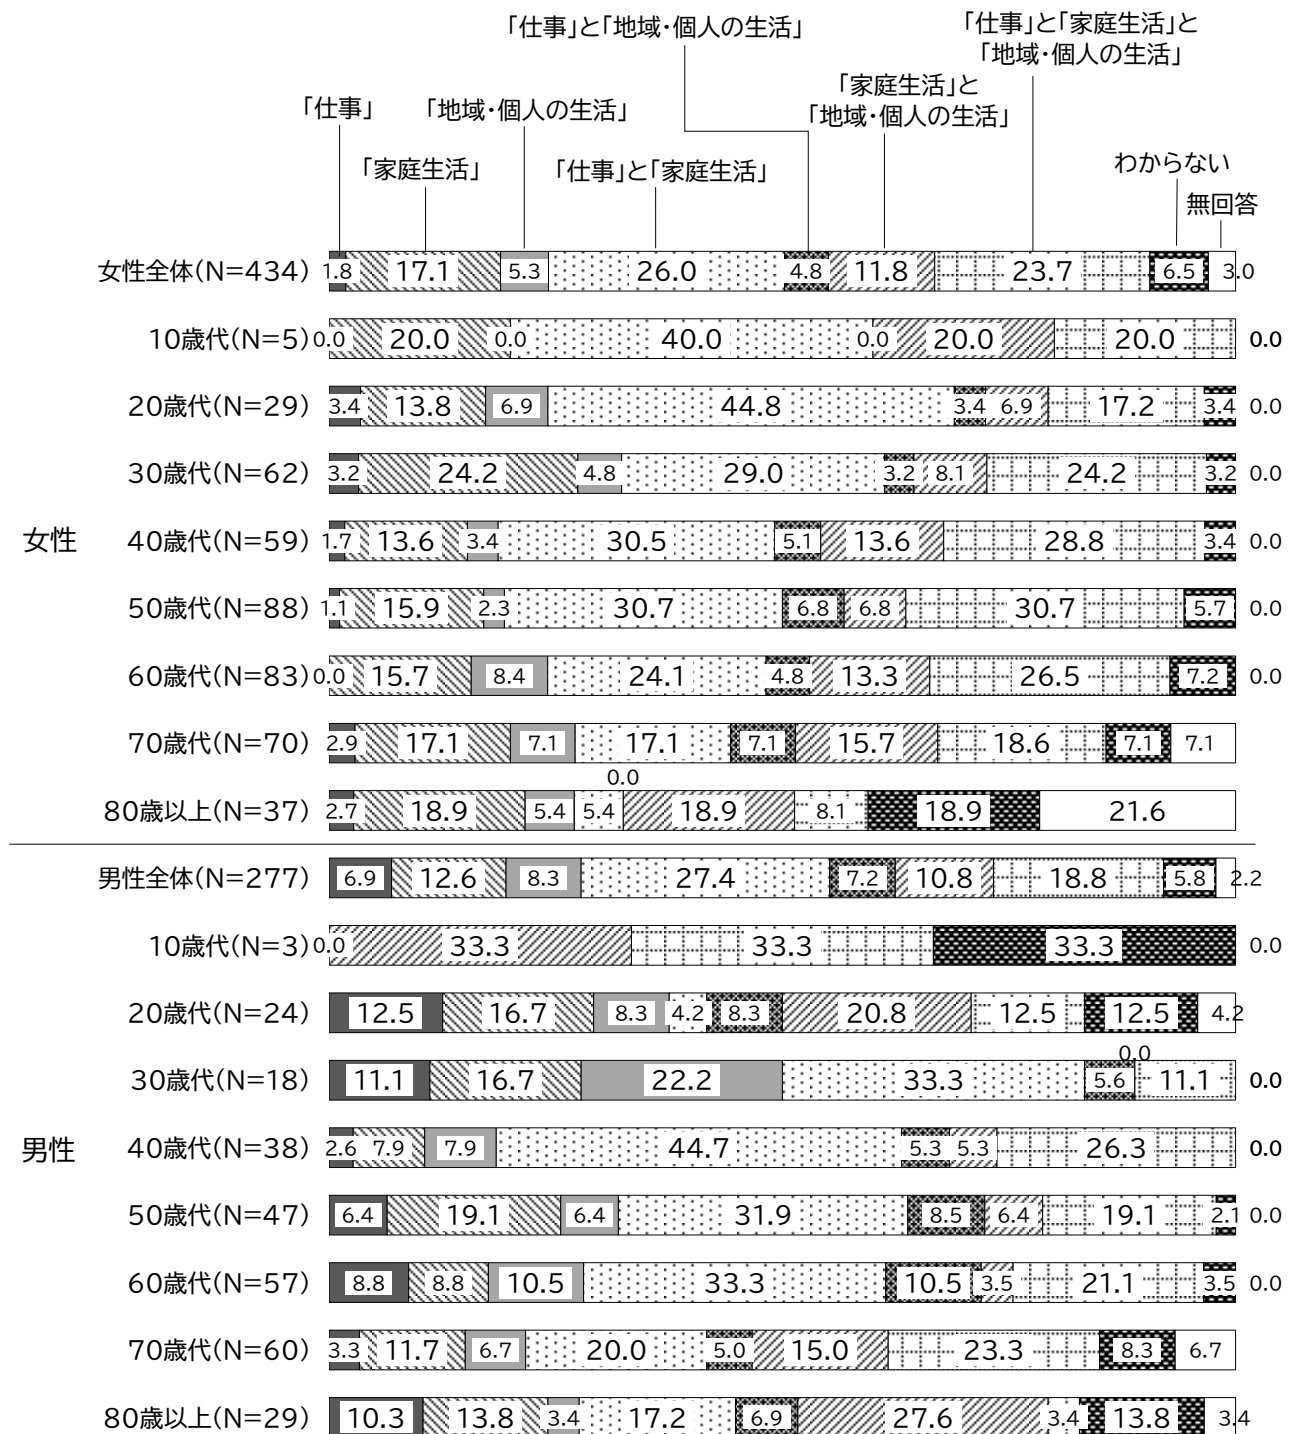 「仕事」と「地域・個人の生活」
「仕事」と「家庭生活」と
「地域・個人の生活」
「家庭生活」と
「地域・個人の生活」
「仕事」
「地域・個人の生活」
「家庭生活」
「仕事」と「家庭生活」
わからない
無回答
女性全体(N=434) 1.8 17.1 5.3 26.0 4.8 11.8 23.7 6.5 3.0
10歳代(N=5) 0.0 20.0 0.0 40.0 0.0 20.0 20.0 0.0
20歳代(N=29) 3.4 13.8 6.9 44.8 3.4 6.9 17.2 3.4 0.0
30歳代(N=62) 3.2 24.2 4.8 29.0 3.2 8.1 24.2 3.2 0.0
女性
40歳代(N=59) 1.7 13.6 3.4 30.5 5.1 13.6 28.8 3.4 0.0
50歳代(N=88) 1.1 15.9 2.3 30.7 6.8 6.8 30.7 5.7 0.0
60歳代(N=83) 0.0 15.7 8.4 24.1 4.8 13.3 26.5 7.2 0.0
70歳代(N=70) 2.9 17.1 7.1 17.1 7.1 15.7 18.6 7.1 7.1
0.0
80歳以上(N=37) 2.7 18.9 5.4 5.4 18.9 8.1 18.9 21.6
男性全体(N=277) 6.9 12.6 8.3 27.4 7.2 10.8 18.8 5.8 2.2
10歳代(N=3) 0.0 33.3 33.3 33.3 0.0
20歳代(N=24) 12.5 16.7 8.3 4.2 8.3 20.8 12.5 12.5 4.2
0.0
30歳代(N=18) 11.1 16.7 22.2 33.3 5.6 11.1 0.0
男性
40歳代(N=38) 2.6 7.9 7.9 44.7 5.3 5.3 26.3 0.0
50歳代(N=47) 6.4 19.1 6.4 31.9 8.5 6.4 19.1 2.1 0.0
60歳代(N=57) 8.8 8.8 10.5 33.3 10.5 3.5 21.1 3.5 0.0
70歳代(N=60) 3.3 11.7 6.7 20.0 5.0 15.0 23.3 8.3 6.7
80歳以上(N=29) 10.3 13.8 3.4 17.2 6.9 27.6 3.4 13.8 3.4